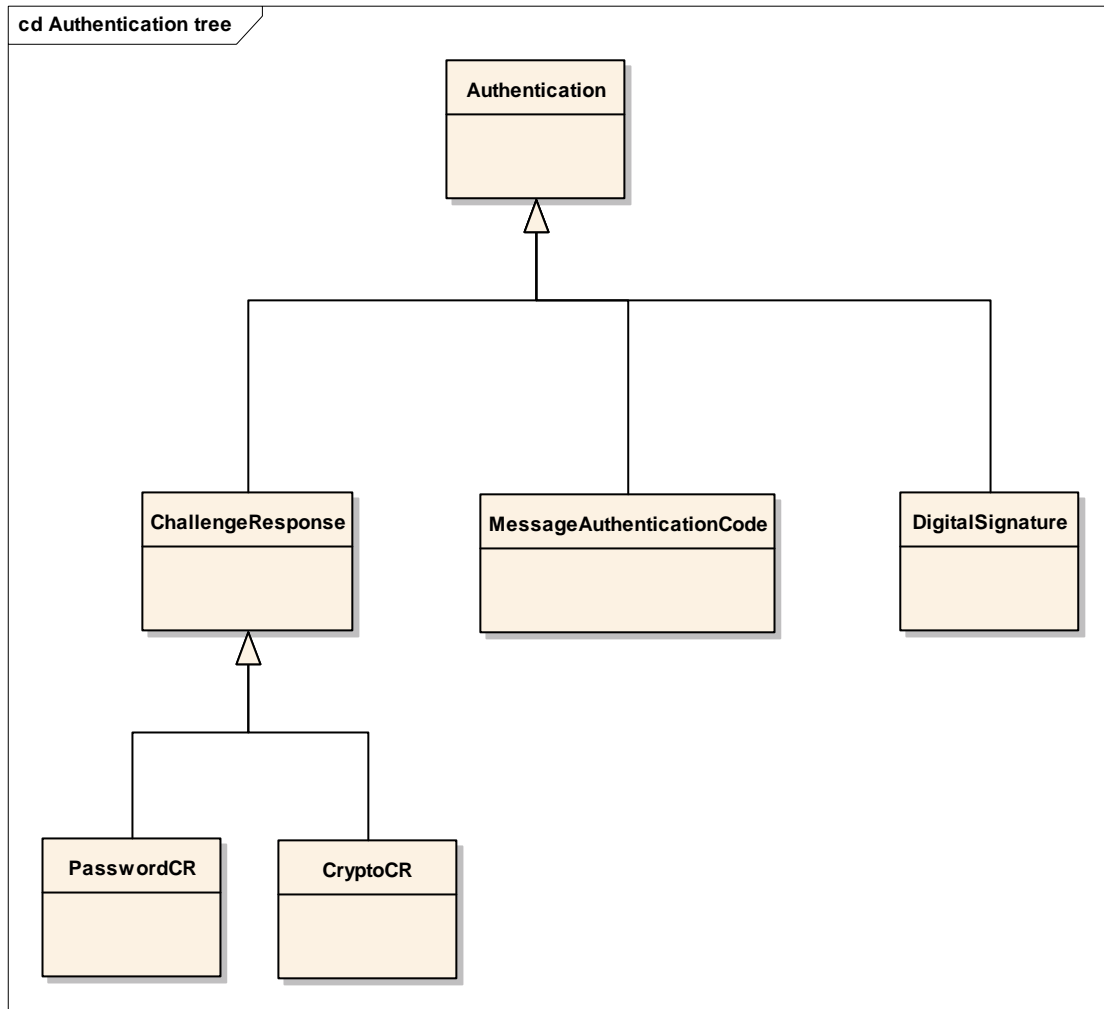 cd Authentication tree
Authentication
ChallengeResponse
MessageAuthenticationCode
DigitalSignature
PasswordCR
CryptoCR